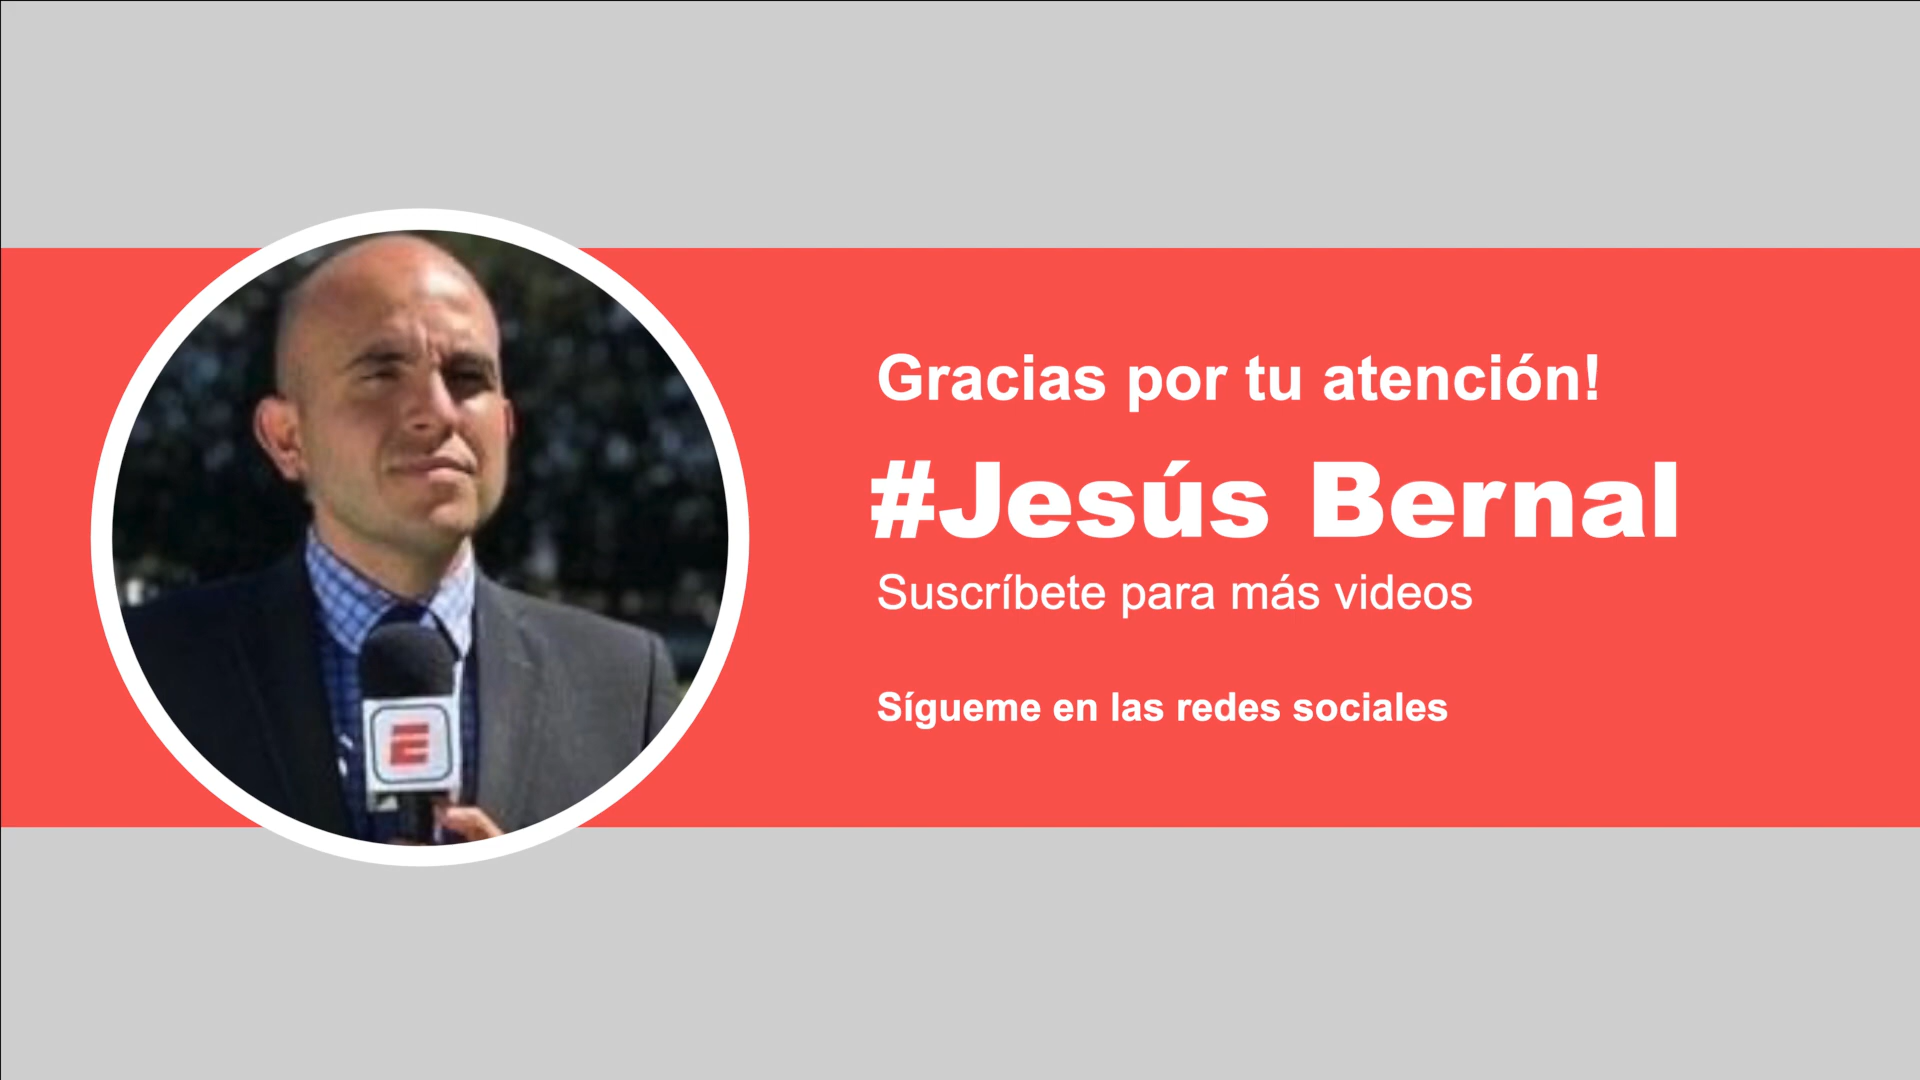 Gracias por tu atención!
#Jesús Bernal
Suscríbete para más videos
Sígueme en las redes sociales
E